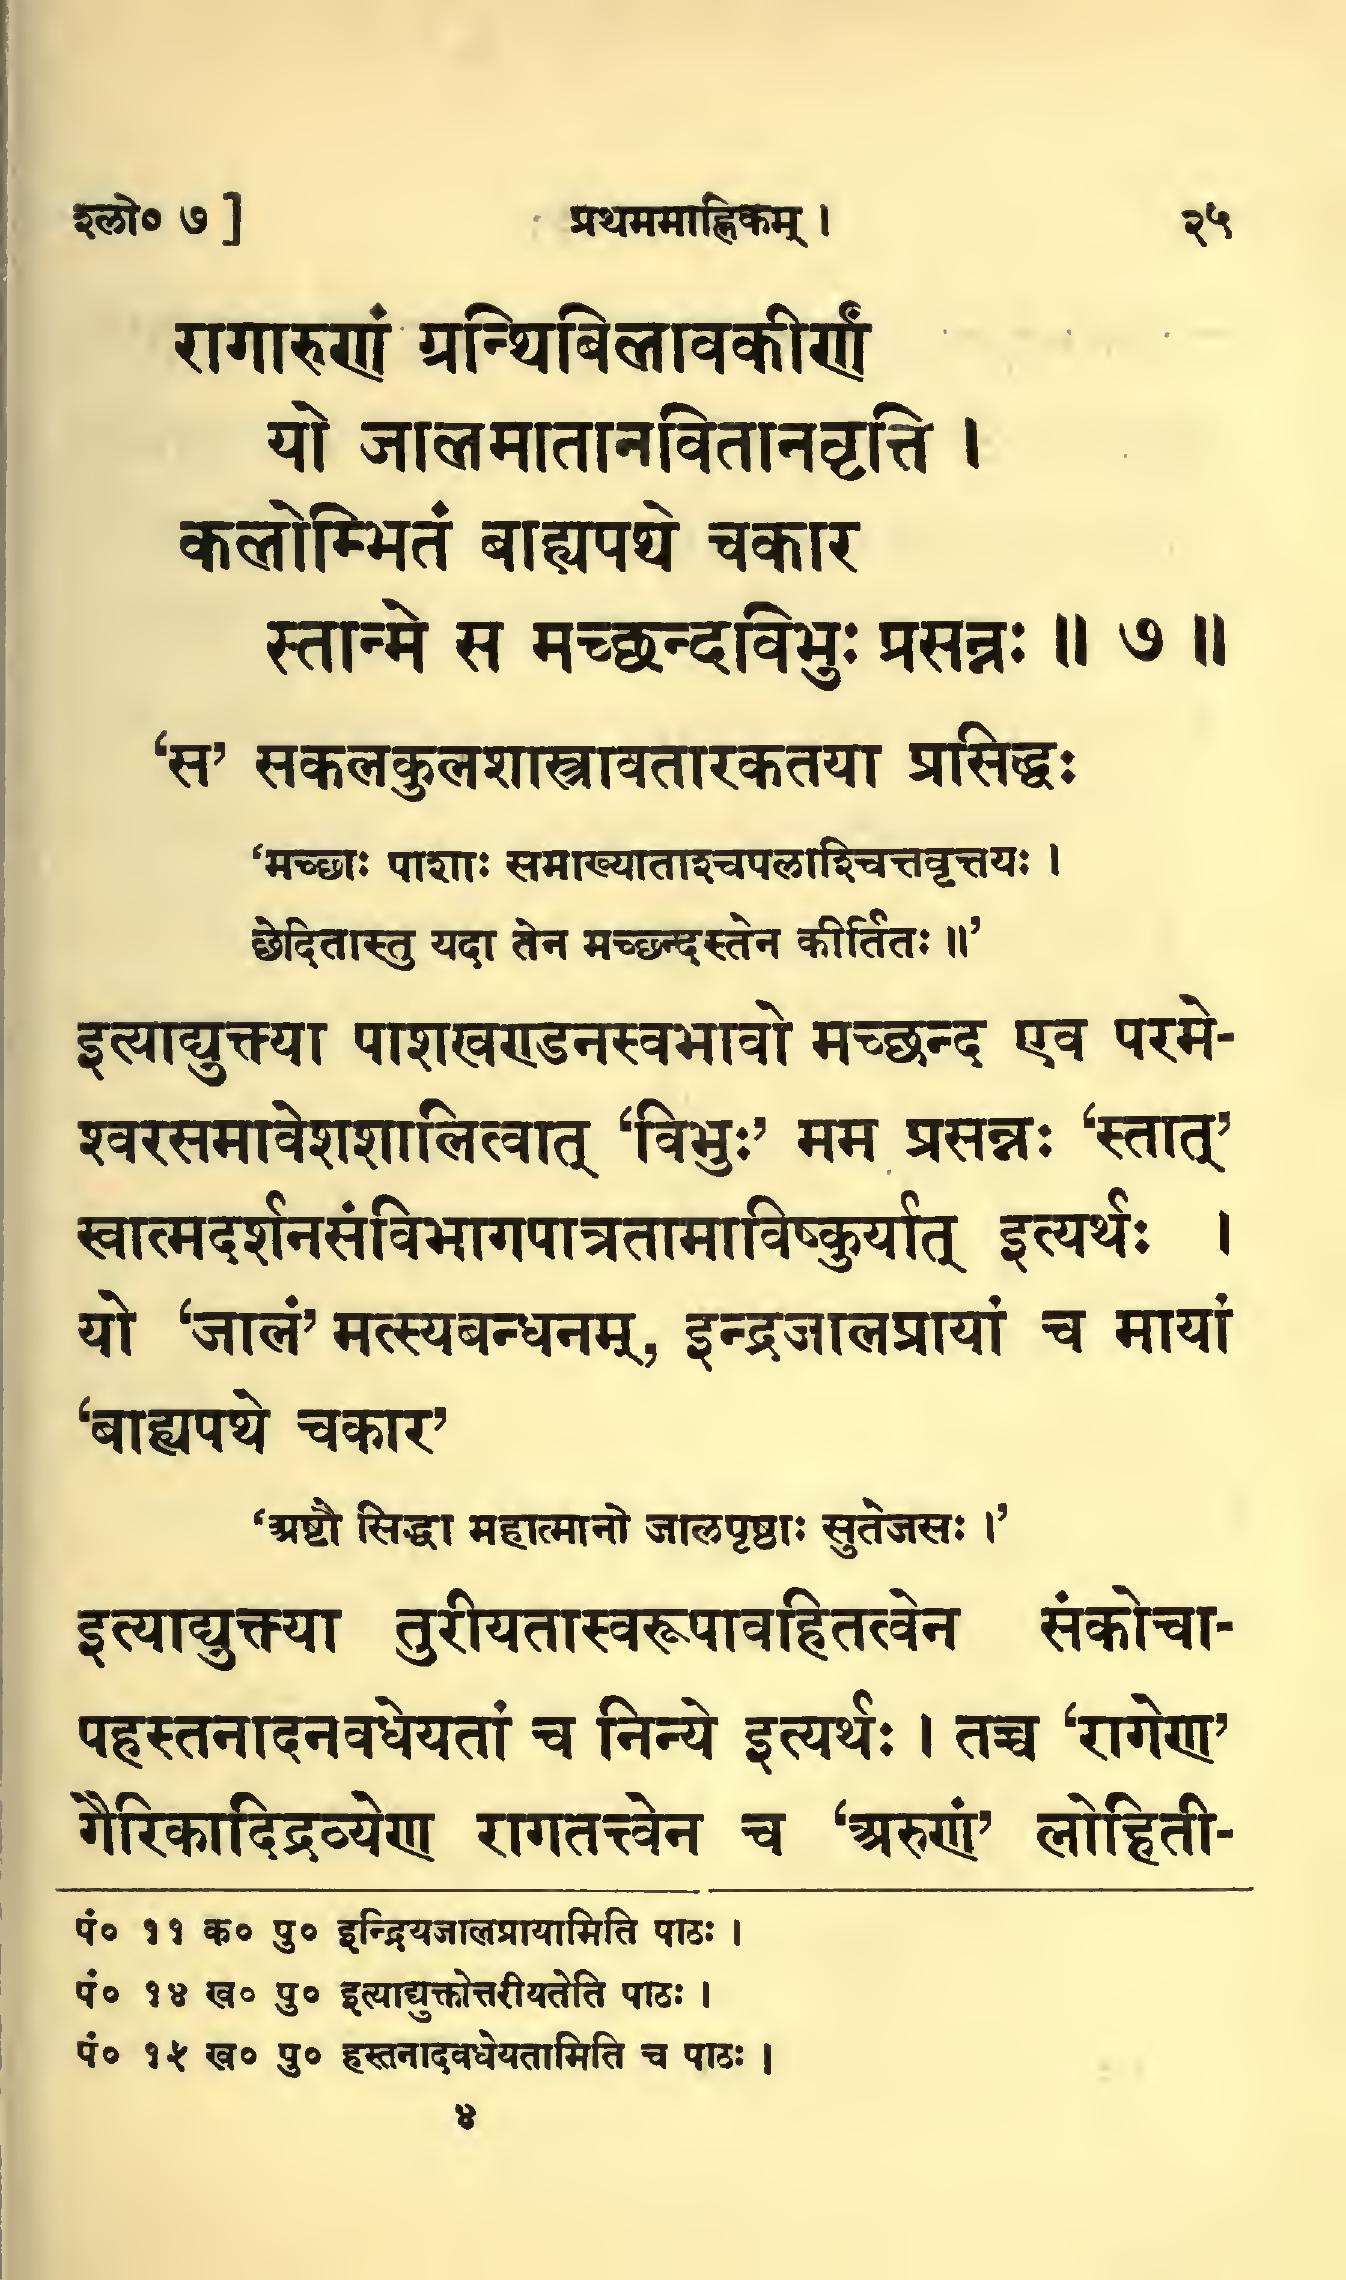 श्लो० ७ ] प्रथममाह्निकम् । २५
रागारुणं ग्रन्थिबिलावकीर्णं
यो जालमातानवितानवृत्ति ।
कलोम्भितं बाह्यपथे चकार
स्तान्मे स मच्छन्दविभुः प्रसन्नः ॥ ७ ॥
‘स’ सकलकुलशास्त्रावतारकतया प्रसिद्धः
‘मच्छाः पाशाः समाख्याताश्चपलाश्चित्तवृत्तयः ।
छेदितास्तु यदा तेन मच्छन्दस्तेन कीर्तितः ॥’
इत्याद्युक्त्या पाशखण्डनस्वभावो मच्छन्द एव परमे-
श्वरसमावेशशालित्वात् ‘विभुः’ मम प्रसन्नः ‘स्तात्’
स्वात्मदर्शनसंविभागपात्रतामाविष्कुर्यात् इत्यर्थः ।
यो ‘जालं’ मत्स्यबन्धनम्, इन्द्रजालप्रायां च मायां
‘बाह्यपथे चकार’
‘अष्टौ सिद्धा महात्मानो जालपृष्ठाः सुतेजसः ।’
इत्याद्युक्त्या तुरीयतास्वरूपावहितत्वेन संकोचा-
पहस्तनादनवधेयतां च निन्ये इत्यर्थः । तच्च ‘रागेण’
गैरिकादिद्रव्येण रागतत्त्वेन च ‘अरुणं’ लोहिती-
पं० ११ क० पु० इन्द्रियजालप्रायामिति पाठः ।
पं० १४ ख० पु० इत्याद्युक्तोत्तरीयतेति पाठः ।
पं० १५ ख० पु० हस्तनादवधेयतामिति च पाठः ।
४